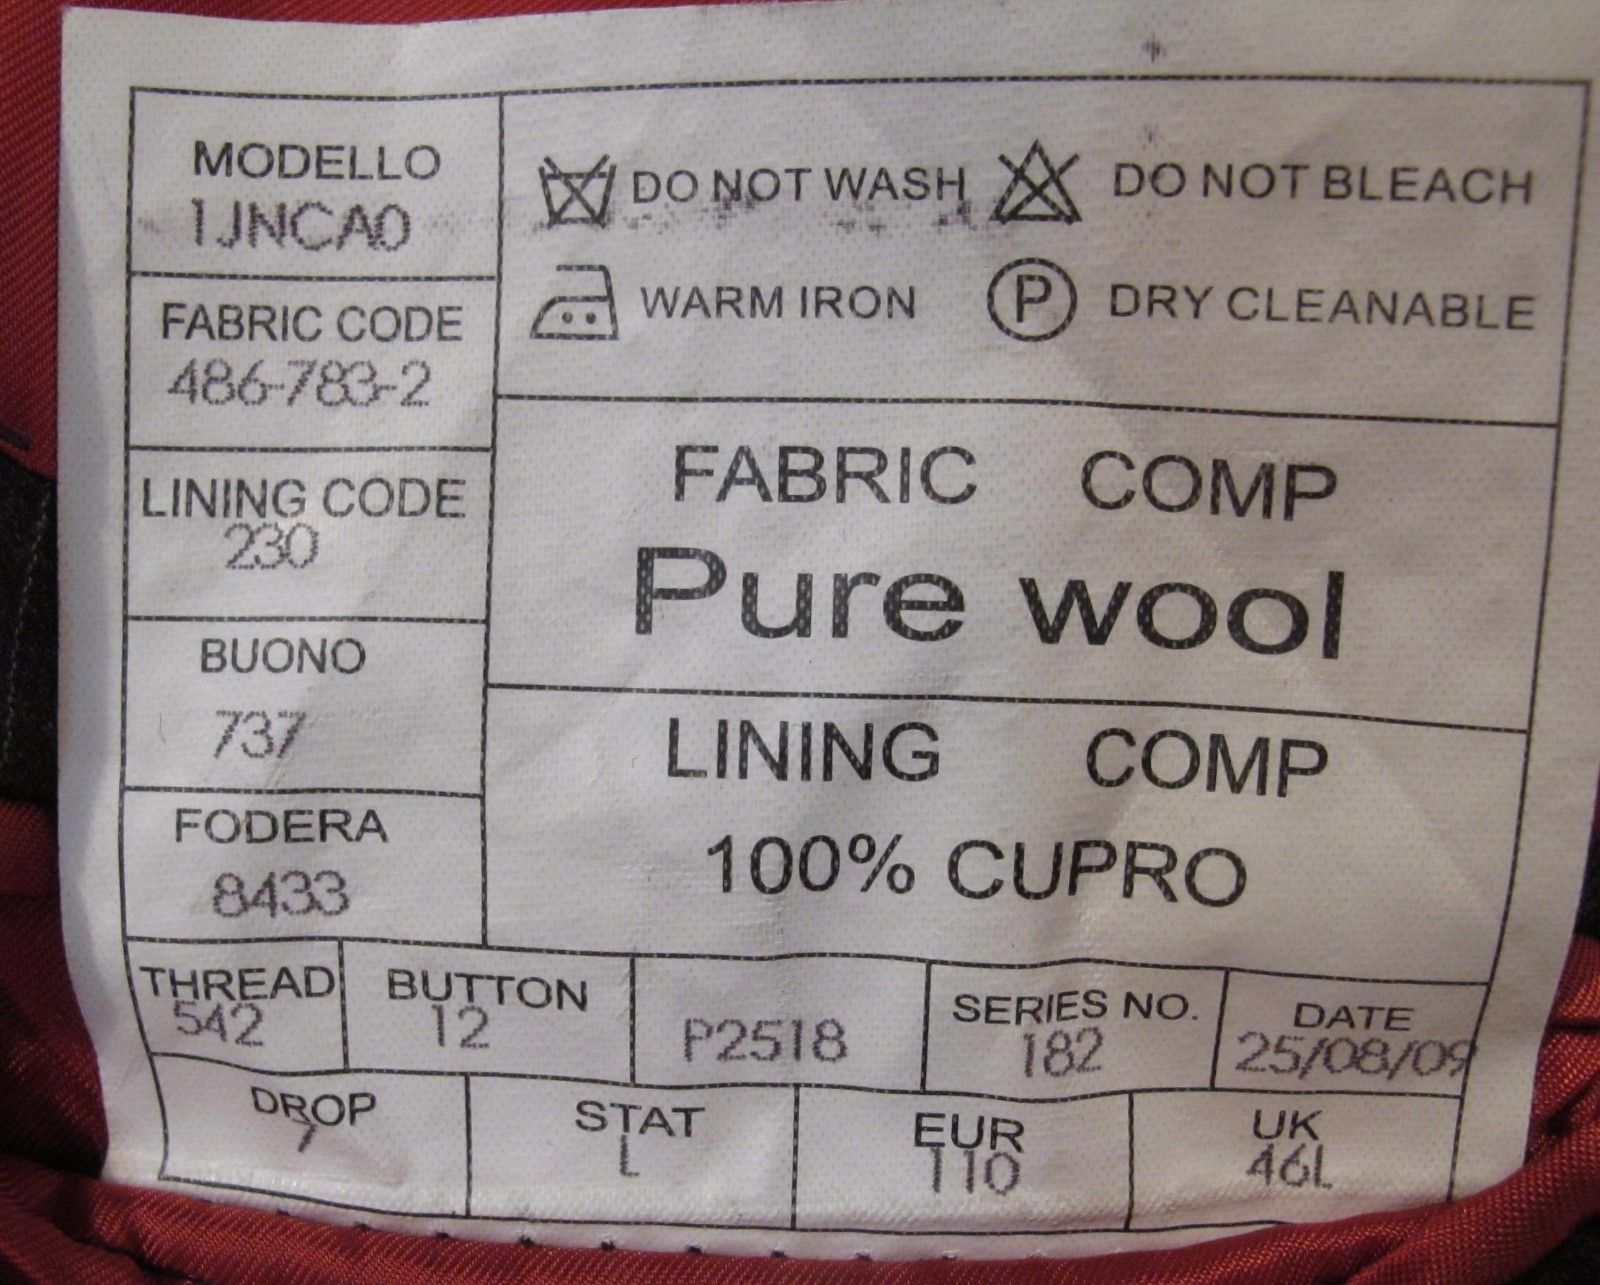 MODELLO
1JNCA0
DO NOT WASH
DO NOT BLEACH
WARM IRON
P DRY CLEANABLE
FABRIC CODE
486-783-2
LINING CODE
230
BUONO
737
FODERA
8433
FABRIC COMP
Pure wool
LINING COMP
100% CUPRO
THREAD
542
BUTTON
12
P2518
SERIES NO.
182
DATE
25/08/09
DROP
7
STAT
L
EUR
110
UK
46L